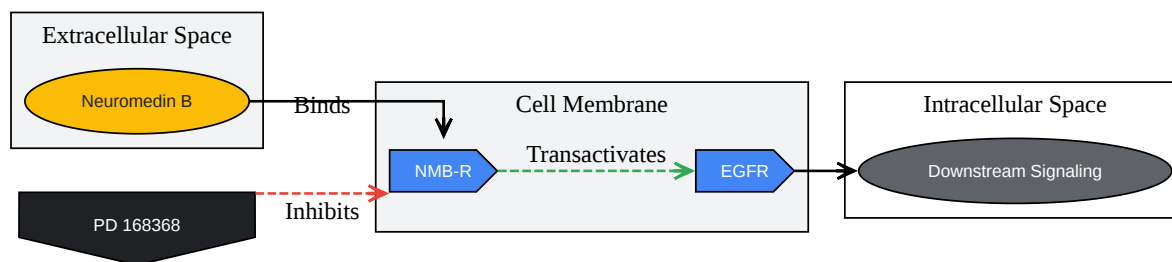 Extracellular Space
Neuromedin B
Binds
Cell Membrane
Intracellular Space
NMB-R
Transactivates
EGFR
Downstream Signaling
PD 168368
Inhibits